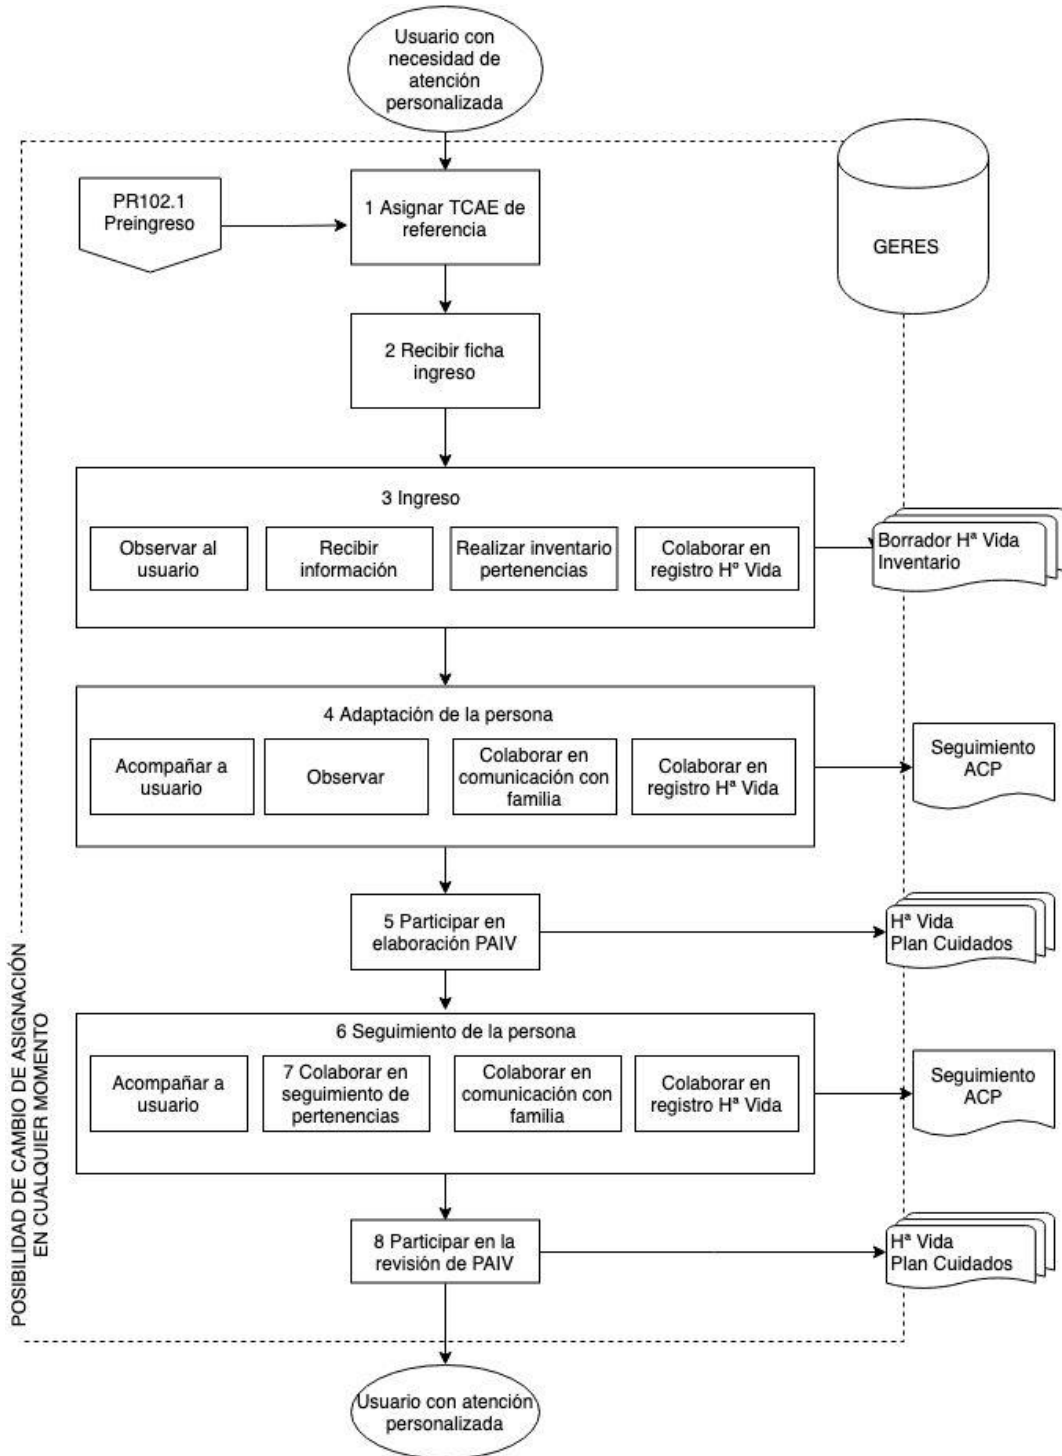 Usuario con
necesidad de
atención
personalizada
PR102.1
Preingreso
1 Asignar TCAE de
referencia
GERES
2 Recibir ficha
ingreso
3 Ingreso
Observar al
usuario
Recibir
información
Realizar inventario
pertenencias
Colaborar en
registro Hª Vida
Borrador Hª Vida
Inventario
4 Adaptación de la persona
Acompañar a
usuario
Observar
Colaborar en
comunicación con
familia
Colaborar en
registro Hª Vida
Seguimiento
ACP
5 Participar en
elaboración PAIV
Hª Vida
Plan Cuidados
6 Seguimiento de la persona
Acompañar a
usuario
7 Colaborar en
seguimiento de
pertenencias
Colaborar en
comunicación con
familia
Colaborar en
registro Hª Vida
Seguimiento
ACP
8 Participar en la
revisión de PAIV
Hª Vida
Plan Cuidados
POSIBILIDAD DE CAMBIO DE ASIGNACIÓN
EN CUALQUIER MOMENTO
Usuario con atención
personalizada